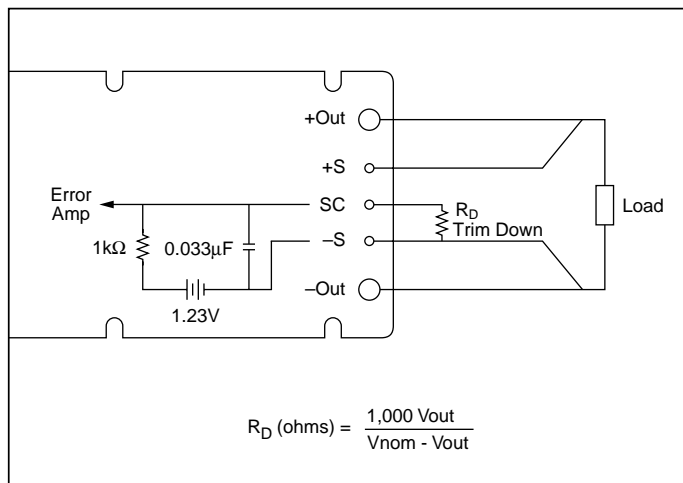 +Out
+S
Error
Amp
SC
R_D
Trim Down
Load
1kΩ
0.033µF
–S
–Out
1.23V
R_D (ohms) = 1,000 Vout
Vnom - Vout